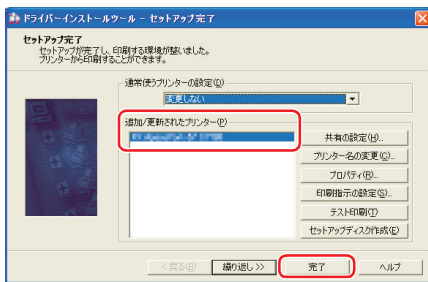 ドライバーインストールツール - セットアップ完了
セットアップ完了
セットアップが完了し、印刷する環境が整いました。
プリンターから印刷することができます。
通常使うプリンターの設定(D)
変更しない
追加/更新されたプリンター(P)
共有の設定(H)...
プリンター名の変更(C)...
プロパティ(R)...
印刷指示の設定(S)...
テスト印刷(T)
セットアップディスク作成(E)
< 戻る(B)
繰り返し >>
完了
ヘルプ